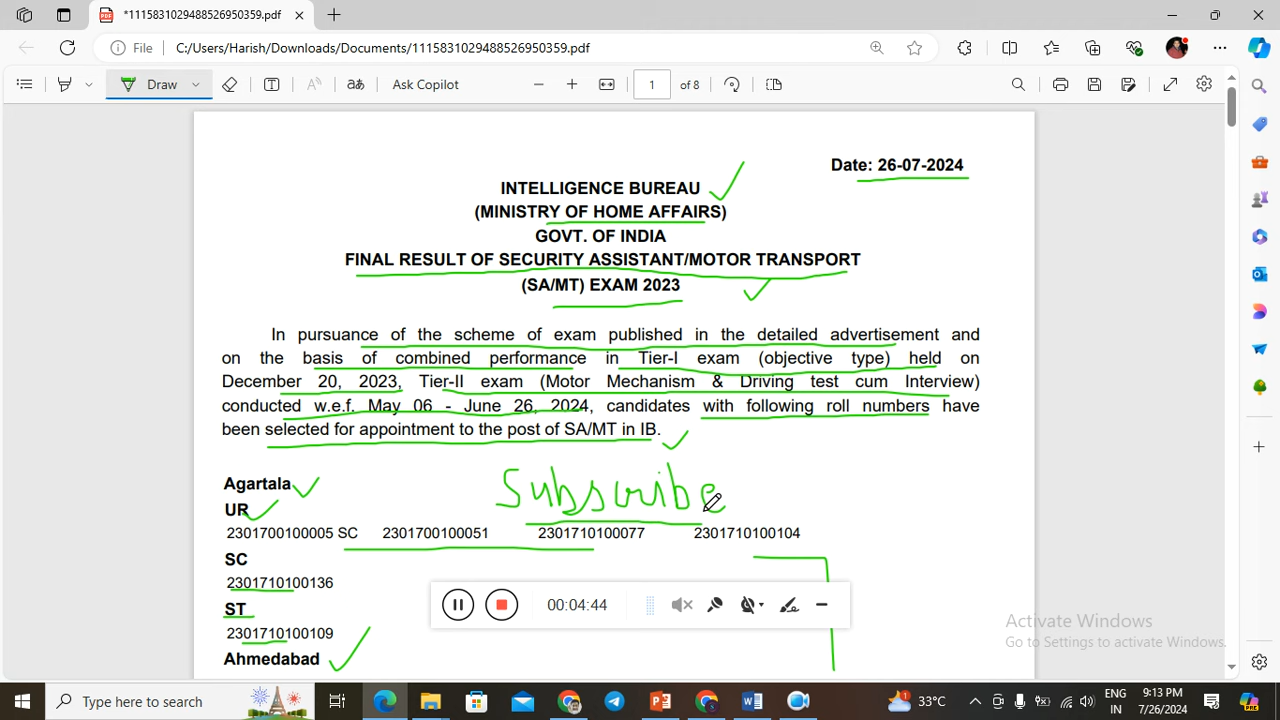 *1115831029488526950359.pdf
File C:/Users/Harish/Downloads/Documents/1115831029488526950359.pdf
Draw
aあ
Ask Copilot
1 of 8
Date: 26-07-2024
INTELLIGENCE BUREAU
(MINISTRY OF HOME AFFAIRS)
GOVT. OF INDIA
FINAL RESULT OF SECURITY ASSISTANT/MOTOR TRANSPORT
(SA/MT) EXAM 2023
In pursuance of the scheme of exam published in the detailed advertisement and
on the basis of combined performance in Tier-I exam (objective type) held on
December 20, 2023, Tier-II exam (Motor Mechanism & Driving test cum Interview)
conducted w.e.f. May 06 - June 26, 2024, candidates with following roll numbers have
been selected for appointment to the post of SA/MT in IB.
Agartala
Subscribe
UR
2301700100005 SC 2301700100051 2301710100077 2301710100104
SC
2301710100136
ST
2301710100109
Ahmedabad
00:04:44
Activate Windows
Go to Settings to activate Windows.
Type here to search
33°C
ENG
IN
9:13 PM
7/26/2024